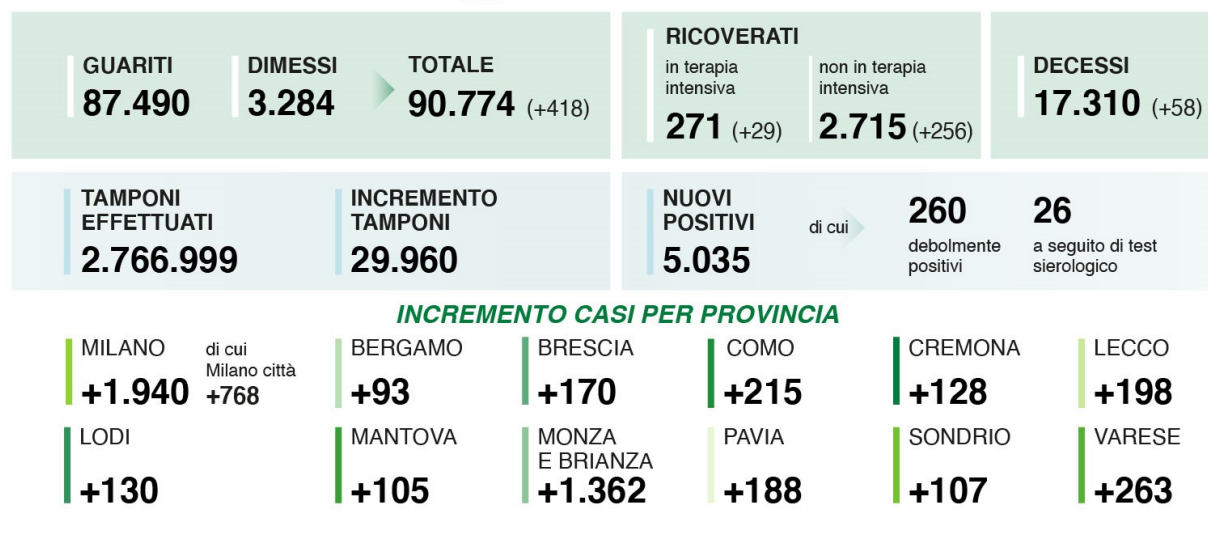 GUARITI
87.490
DIMESSI
3.284
TOTALE
90.774 (+418)
RICOVERATI
in terapia
intensiva
271 (+29)
non in terapia
intensiva
2.715 (+256)
DECESSI
17.310 (+58)
TAMPONI
EFFETTUATI
2.766.999
INCREMENTO
TAMPONI
29.960
NUOVI
POSITIVI
5.035
di cui
260
debolmente
positivi
26
a seguito di test
sierologico
INCREMENTO CASI PER PROVINCIA
MILANO
+1.940
di cui
Milano città
+768
BERGAMO
+93
BRESCIA
+170
COMO
+215
CREMONA
+128
LECCO
+198
LODI
+130
MANTOVA
+105
MONZA
E BRIANZA
+1.362
PAVIA
+188
SONDRIO
+107
VARESE
+263